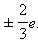 ± 2/3 e.